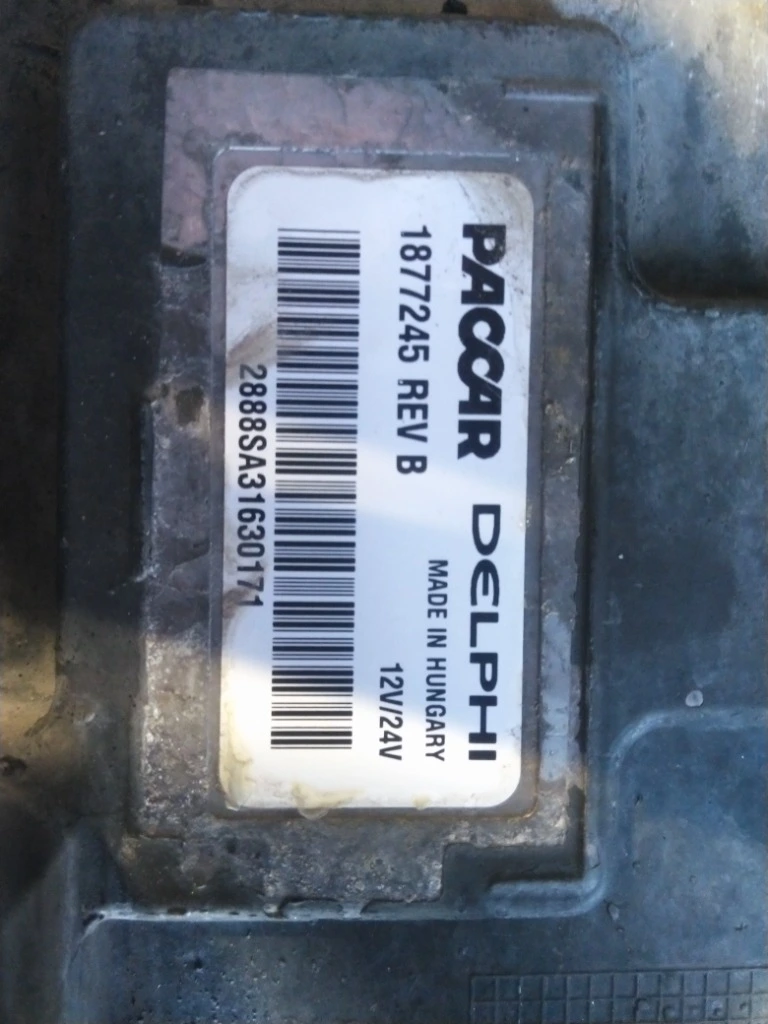 PACCAR DELPHI
1877245 REV B
MADE IN HUNGARY
12V/24V
2888SA31630171